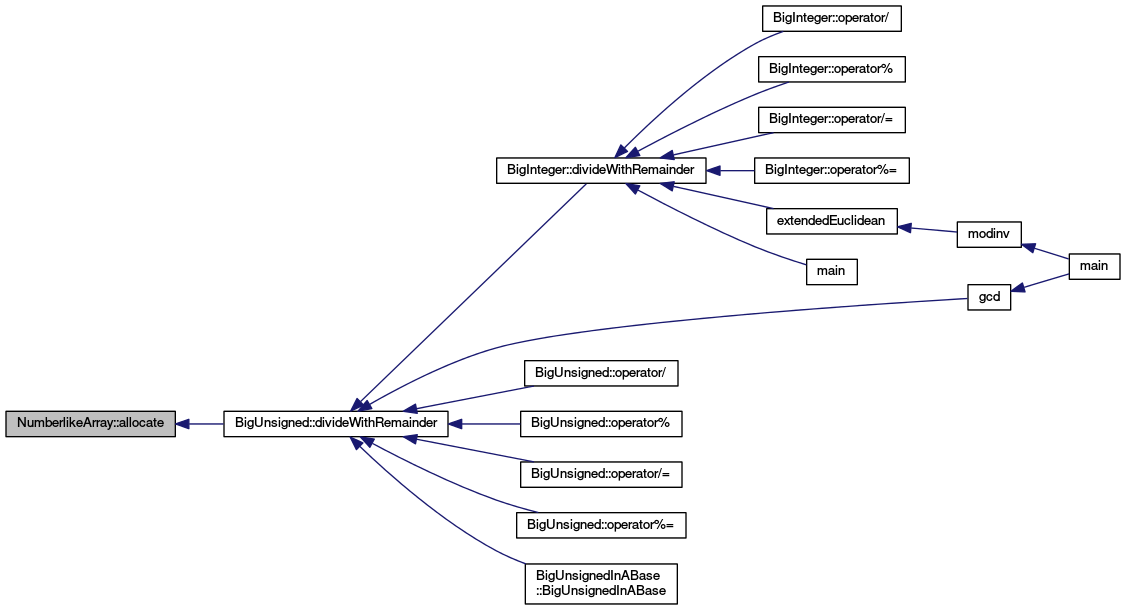 BigInteger::operator/
BigInteger::operator%
BigInteger::operator/=
BigInteger::divideWithRemainder
BigInteger::operator%=
extendedEuclidean
modinv
main
main
gcd
BigUnsigned::operator/
NumberlikeArray::allocate
BigUnsigned::divideWithRemainder
BigUnsigned::operator%
BigUnsigned::operator/=
BigUnsigned::operator%=
BigUnsignedInABase
::BigUnsignedInABase